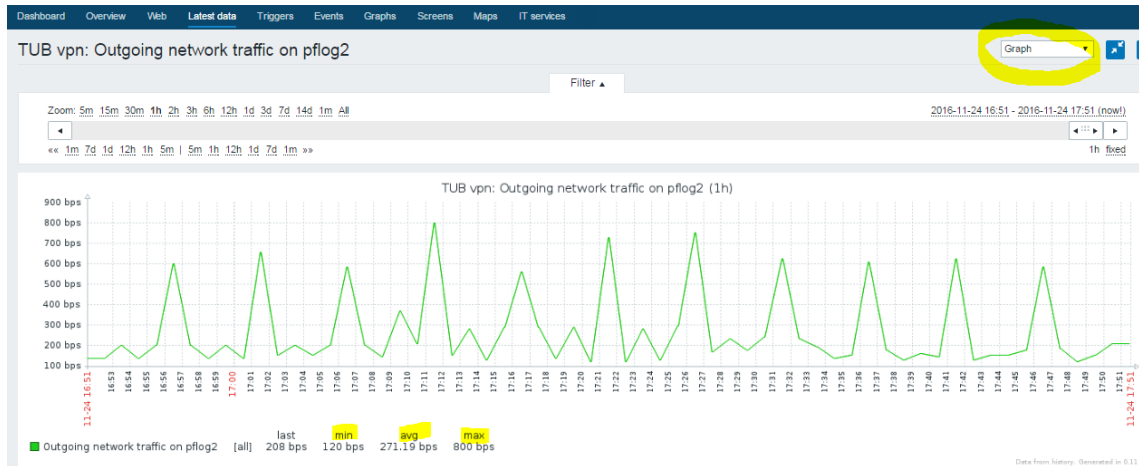 Dashboard Overview Web Latest data Triggers Events Graphs Screens Maps IT services
TUB vpn: Outgoing network traffic on pflog2
Graph
Filter
Zoom: 5m 15m 30m 1h 2h 3h 6h 12h 1d 3d 7d 14d 1m All
2016-11-24 16:51 - 2016-11-24 17:51 (now!)
«« 1m 7d 1d 12h 1h 5m | 5m 1h 12h 1d 7d 1m »»
1h fixed
TUB vpn: Outgoing network traffic on pflog2 (1h)
900 bps
800 bps
700 bps
600 bps
500 bps
400 bps
300 bps
200 bps
100 bps
11-24 16:51 16:53 16:54 16:55 16:56 16:57 16:58 16:59 17:00 17:01 17:02 17:03 17:04 17:05 17:06 17:07 17:08 17:09 17:10 17:11 17:12 17:13 17:14 17:15 17:16 17:17 17:18 17:19 17:20 17:21 17:22 17:23 17:24 17:25 17:26 17:27 17:28 17:29 17:30 17:31 17:32 17:33 17:34 17:35 17:36 17:37 17:38 17:39 17:40 17:41 17:42 17:43 17:44 17:45 17:46 17:47 17:48 17:49 17:50 17:51 11-24 17:51
last min avg max
Outgoing network traffic on pflog2 [all] 208 bps 120 bps 271.19 bps 800 bps
Data from history. Generated in 0.11